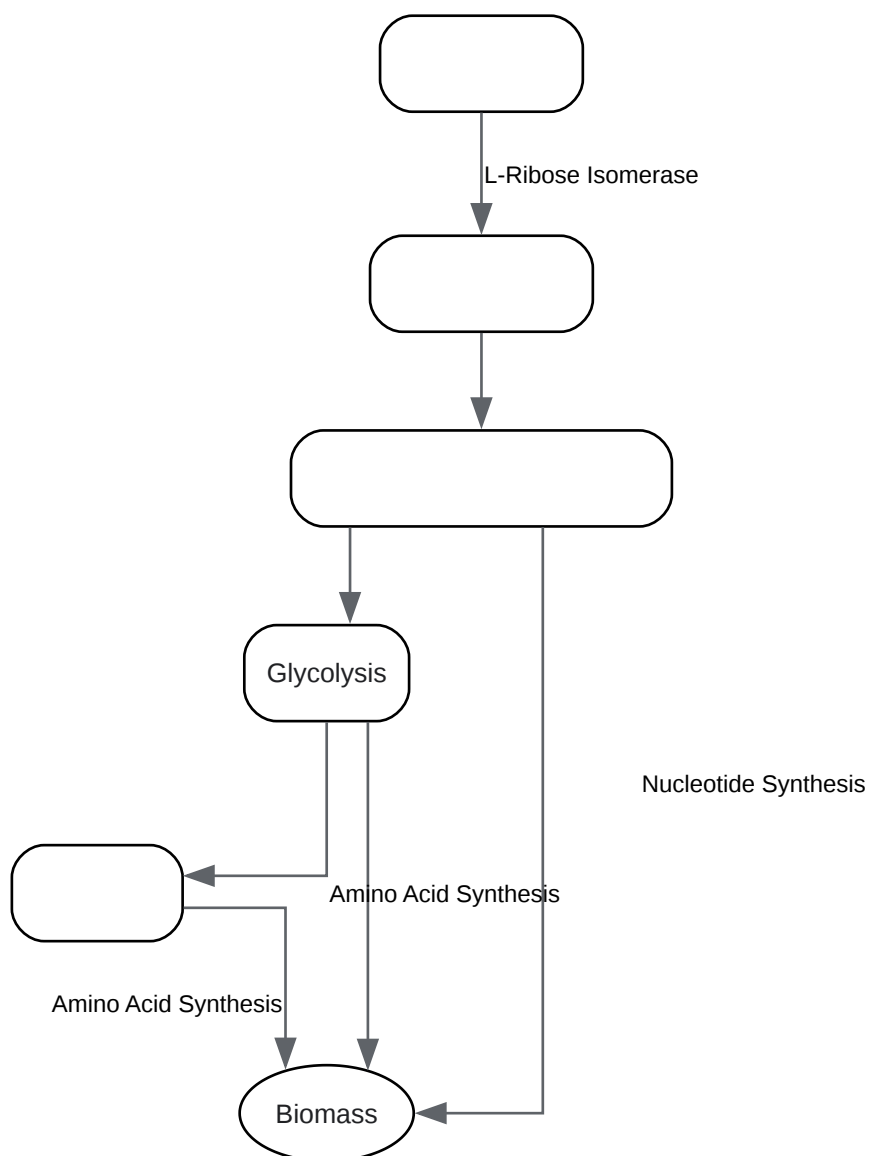 L-Ribose Isomerase
Glycolysis
Nucleotide Synthesis
Amino Acid Synthesis
Amino Acid Synthesis
Biomass